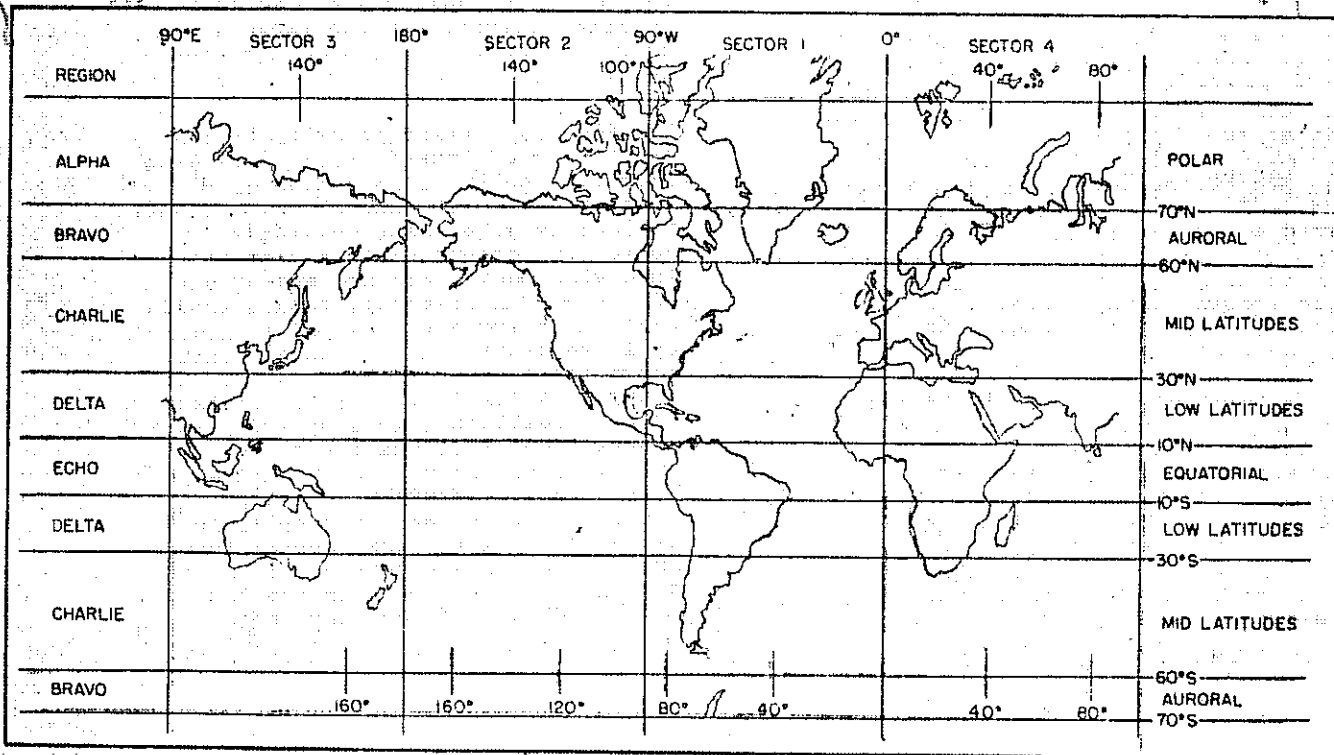 90°E SECTOR 3 180° SECTOR 2 90°W SECTOR 1 0° SECTOR 4
REGION 140° 140° 100° 40° 80°
ALPHA POLAR
70°N
BRAVO AURORAL
60°N
CHARLIE MID LATITUDES
30°N
DELTA LOW LATITUDES
10°N
ECHO EQUATORIAL
10°S
DELTA LOW LATITUDES
30°S
CHARLIE MID LATITUDES
60°S
BRAVO AURORAL
160° 160° 120° 80° 40° 40° 80° 70°S